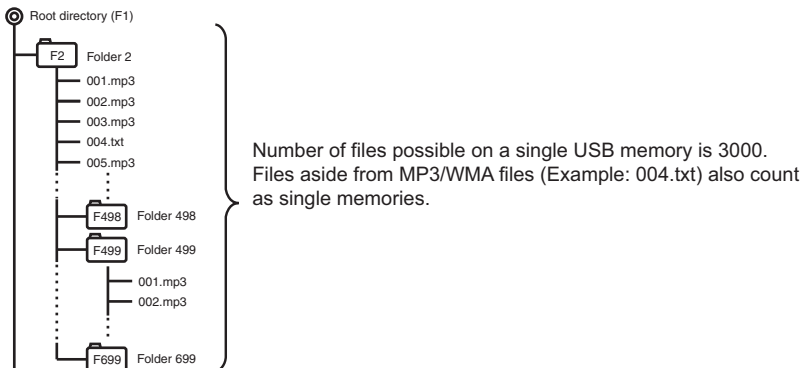 Root directory (F1)
F2 Folder 2
001.mp3
002.mp3
003.mp3
004.txt
005.mp3
F498 Folder 498
F499 Folder 499
001.mp3
002.mp3
F699 Folder 699
Number of files possible on a single USB memory is 3000.
Files aside from MP3/WMA files (Example: 004.txt) also count
as single memories.